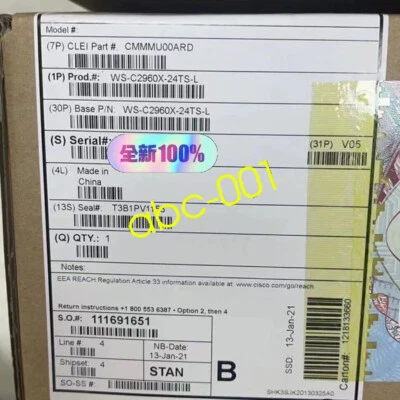 Model #:
(7P) CLEI Part #: CMMMU00ARD
(1P) Prod.#: WS-C2960X-24TS-L
(30P) Base P/N: WS-C2960X-24TS-L
(S) Serial#:
全新100%
(31P) V05
(4L) Made in
China
(13S) Seal#: T3B1PV1153
abc-001
(Q) QTY.: 1
Notes:
EEA REACH Regulation Article 33 information available at: www.cisco.com/go/reach
Return Instructions +1 800 553 6387 • Option 2, then 4
S.O.#: 111691651
Line #: 4
NB-Date:
13-Jan-21
Shipset: 4
STAN
SO-SS #:
B
SSD: 13-Jan-21
Carton#: 1218133660